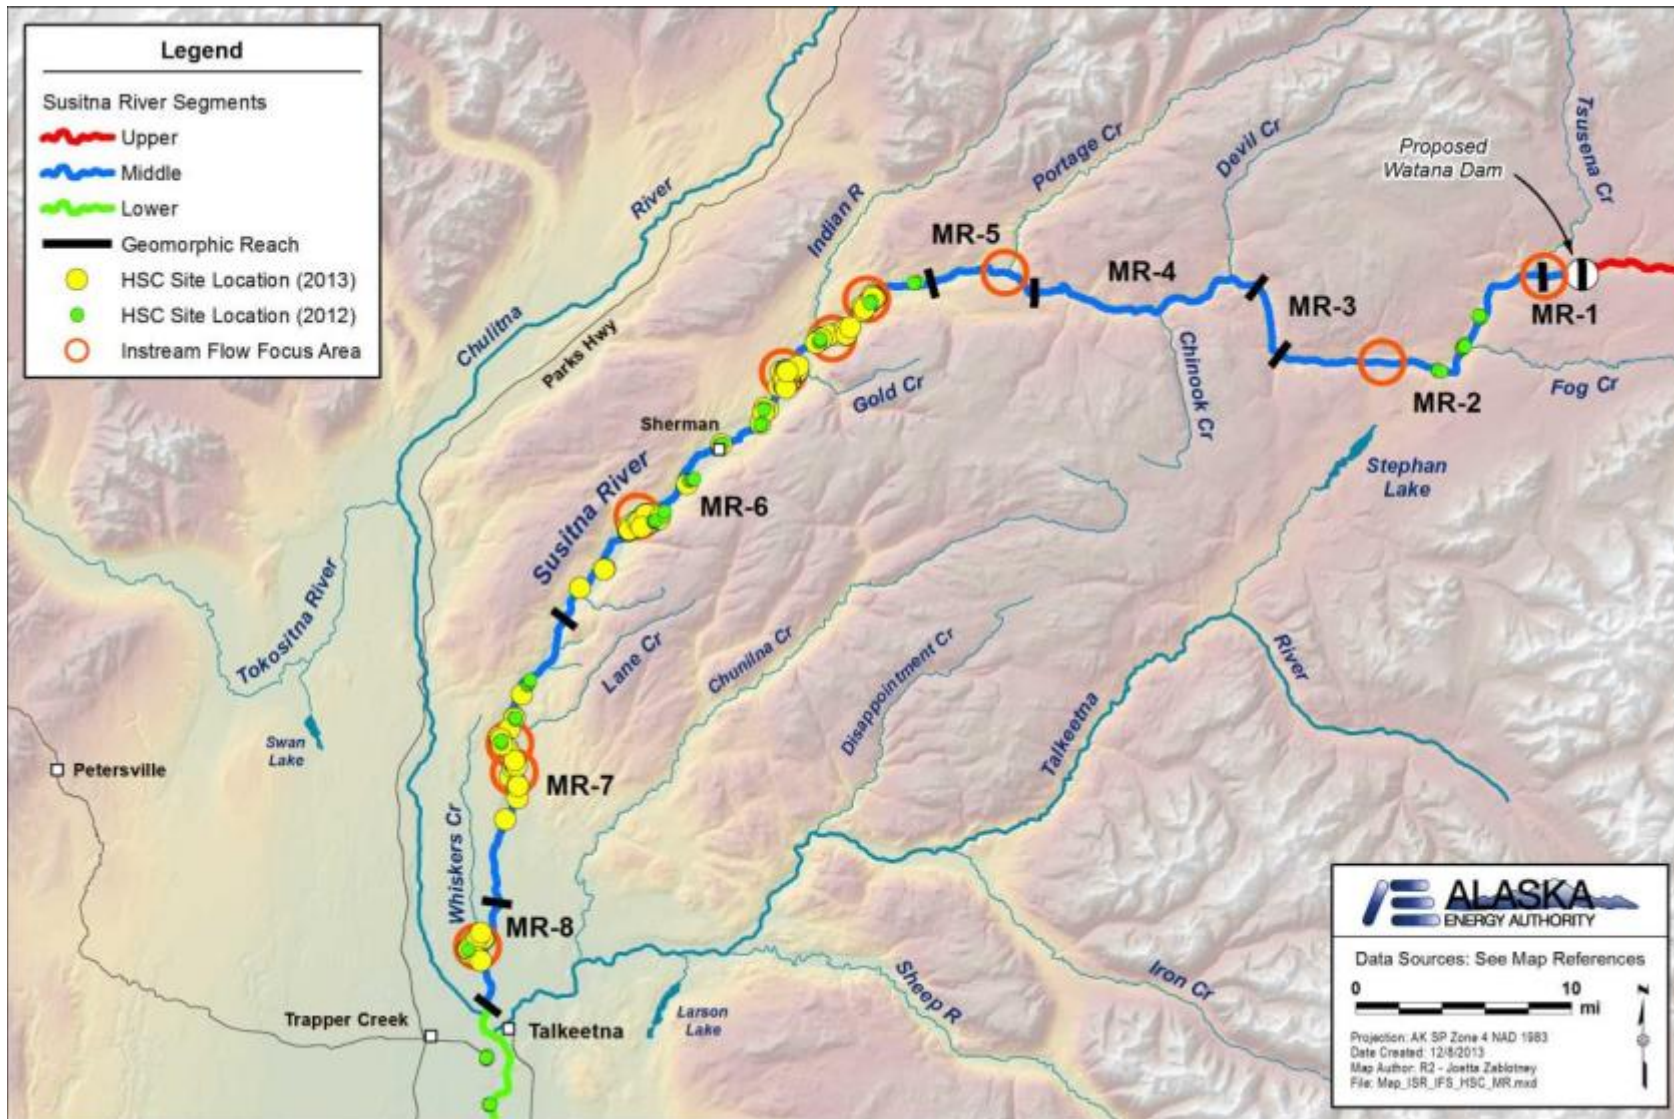 Legend
Susitna River Segments
Upper
Middle
Lower
Geomorphic Reach
HSC Site Location (2013)
HSC Site Location (2012)
Instream Flow Focus Area
Chulitna
River
Parks Hwy
Indian R
Portage Cr
Devil Cr
Tsusena Cr
Proposed
Watana Dam
MR-5
MR-4
MR-3
MR-1
MR-2
Fog Cr
Chinook Cr
Gold Cr
Sherman
Stephan
Lake
Susitna River
MR-6
Tokositna River
Swan
Lake
Petersville
Lane Cr
Chunilna Cr
Disappointment Cr
Talkeetna
River
MR-7
Whiskers Cr
MR-8
Sheep R
Iron Cr
Larson
Lake
Trapper Creek
Talkeetna
ALASKA
ENERGY AUTHORITY
Data Sources: See Map References
0 10
mi
N
Projection: AK SP Zone 4 NAD 1983
Date Created: 12/8/2013
Map Author: R2 - Joetta Zablotney
File: Map_ISR_IFS_HSC_MR.mxd